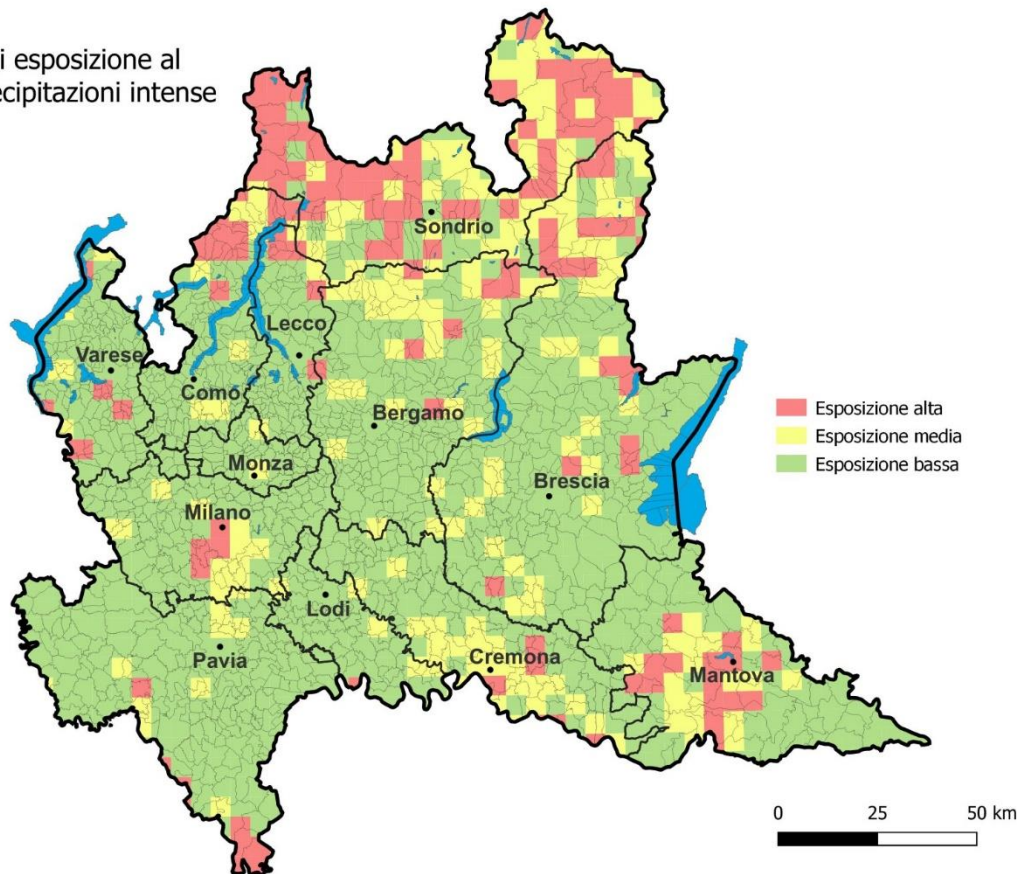 i esposizione al
ecipitazioni intense
Sondrio
Lecco
Varese
Como
Bergamo
Monza
Brescia
Milano
Lodi
Pavia
Cremona
Mantova
Esposizione alta
Esposizione media
Esposizione bassa
0 25 50 km